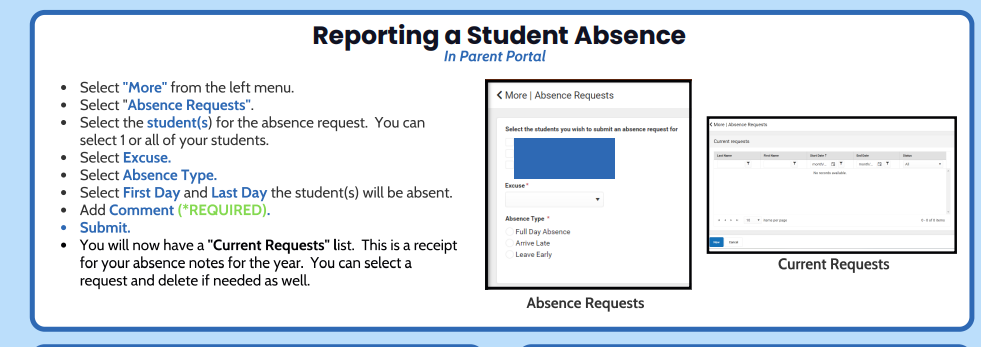 Reporting a Student Absence
In Parent Portal
Select "More" from the left menu.
Select "Absence Requests".
Select the student(s) for the absence request. You can
select 1 or all of your students.
Select Excuse.
Select Absence Type.
Select First Day and Last Day the student(s) will be absent.
Add Comment (*REQUIRED).
Submit.
You will now have a "Current Requests" list. This is a receipt
for your absence notes for the year. You can select a
request and delete if needed as well.
More | Absence Requests
Select the students you wish to submit an absence request for
Excuse *
Absence Type *
Full Day Absence
Arrive Late
Leave Early
Absence Requests
More | Absence Requests
Current requests
Last Name First Name Start Date End Date Status
month/... month/... All
No records available.
10 items per page
0 - 0 of 0 items
New Cancel
Current Requests